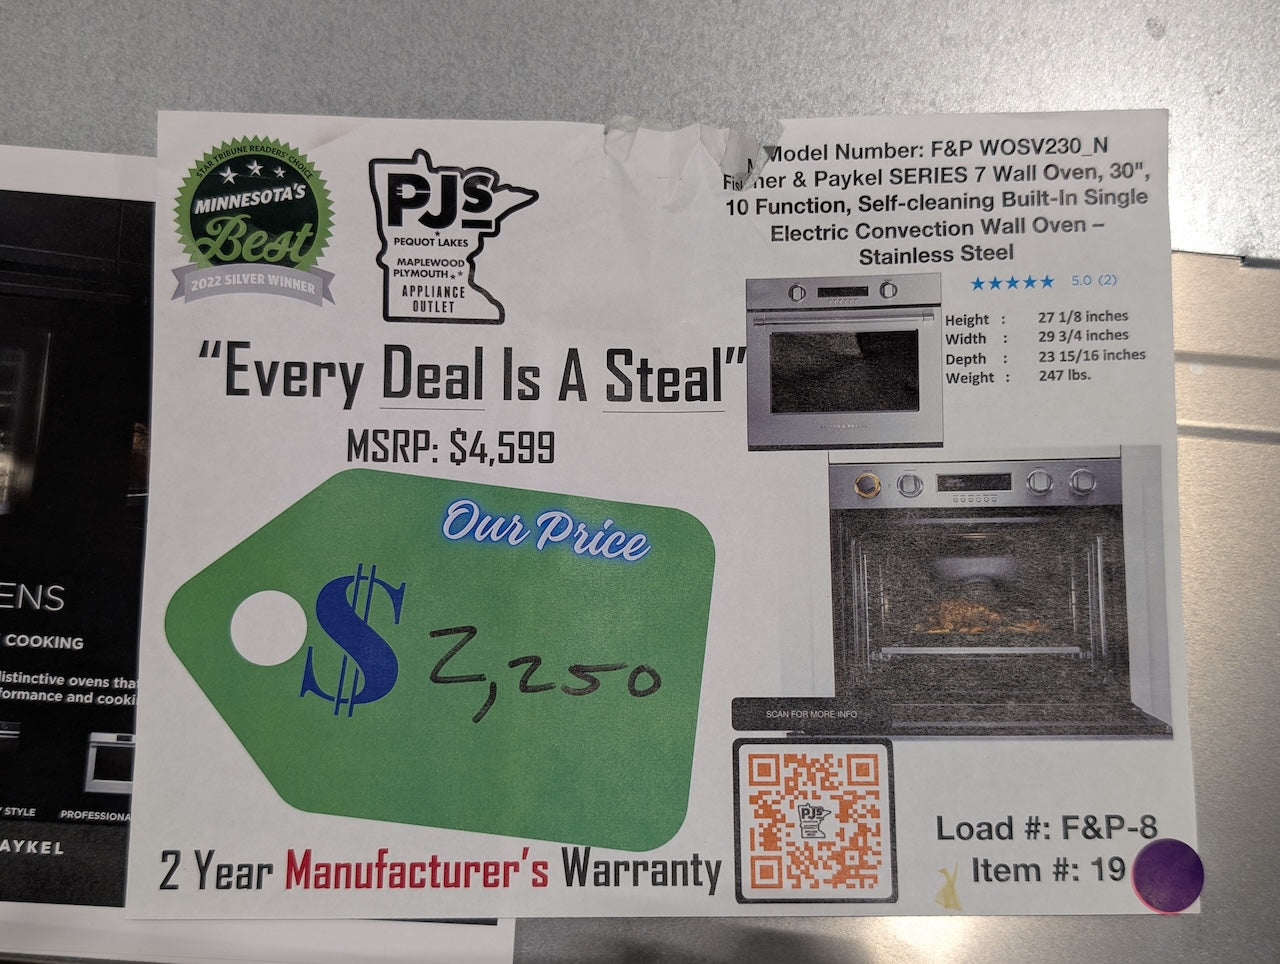 STAR TRIBUNE READERS' CHOICE
MINNESOTA'S
Best
2022 SILVER WINNER
PJS
PEQUOT LAKES
MAPLEWOOD
PLYMOUTH
APPLIANCE
OUTLET
Model Number: F&P WOSV230_N
& Paykel SERIES 7 Wall Oven, 30",
10 Function, Self-cleaning Built-In Single
Electric Convection Wall Oven –
Stainless Steel
5.0 (2)
Height : 27 1/8 inches
Width : 29 3/4 inches
Depth : 23 15/16 inches
Weight : 247 lbs.
“Every Deal Is A Steal”
MSRP: $4,599
Our Price
$ 2,250
SCAN FOR MORE INFO
PJS
Load #: F&P-8
Item #: 19
2 Year Manufacturer's Warranty
ENS
COOKING
distinctive ovens that
formance and cooki
STYLE
PROFESSIONA
AYKEL